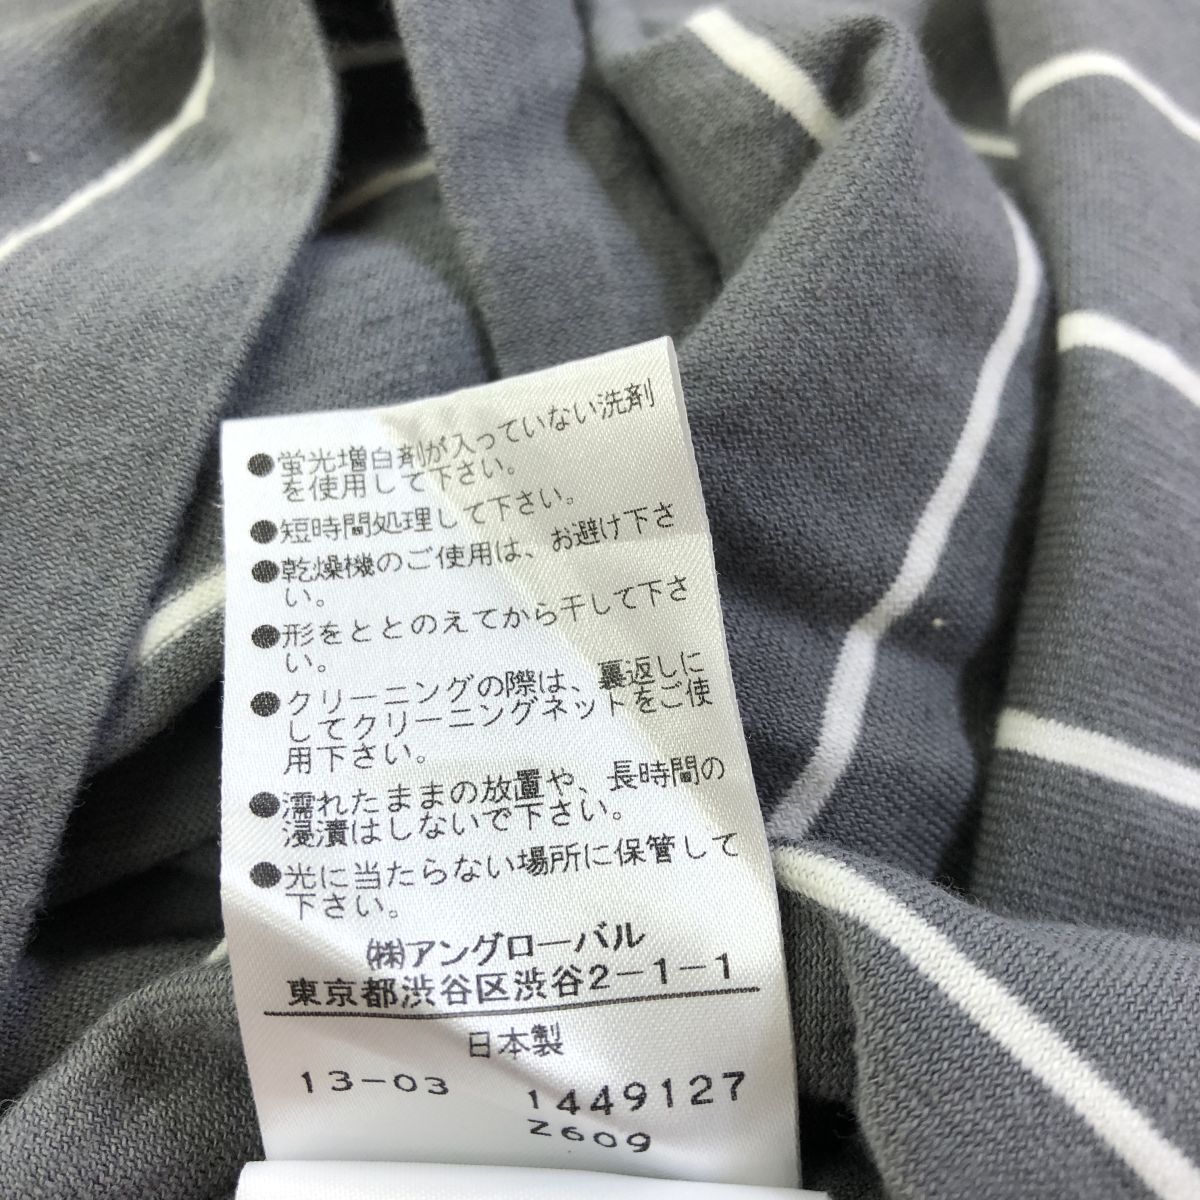 ●蛍光増白剤が入っていない洗剤
を使用して下さい。
●短時間処理して下さい。
●乾燥機のご使用は、お避け下さ
い。
●形をととのえてから干して下さ
い。
●クリーニングの際は、裏返しに
してクリーニングネットをご使
用下さい。
●濡れたままの放置や、長時間の
浸漬はしないで下さい。
●光に当たらない場所に保管して
下さい。
㈱アングローバル
東京都渋谷区渋谷2-1-1
日本製
13-03 1449127
2609